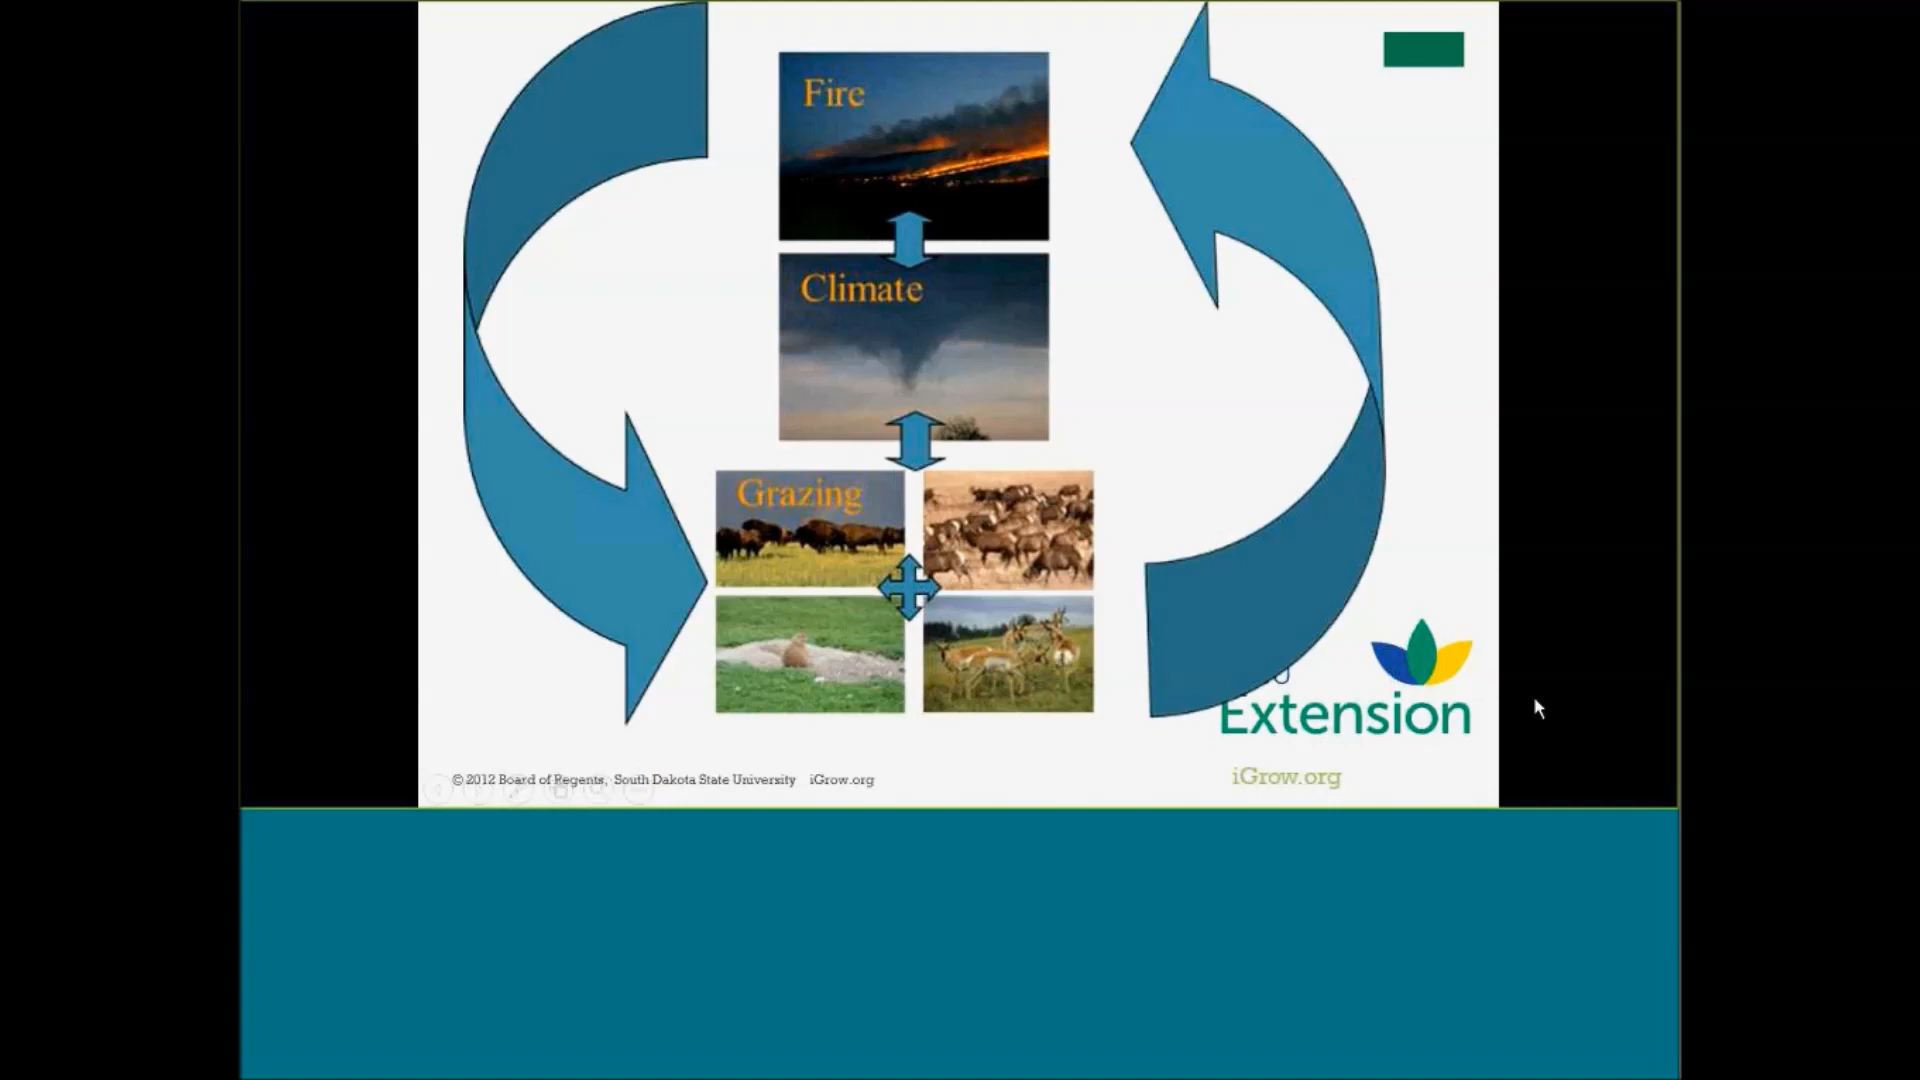 Fire
Climate
Grazing
Extension
© 2012 Board of Regents, South Dakota State University iGrow.org
iGrow.org